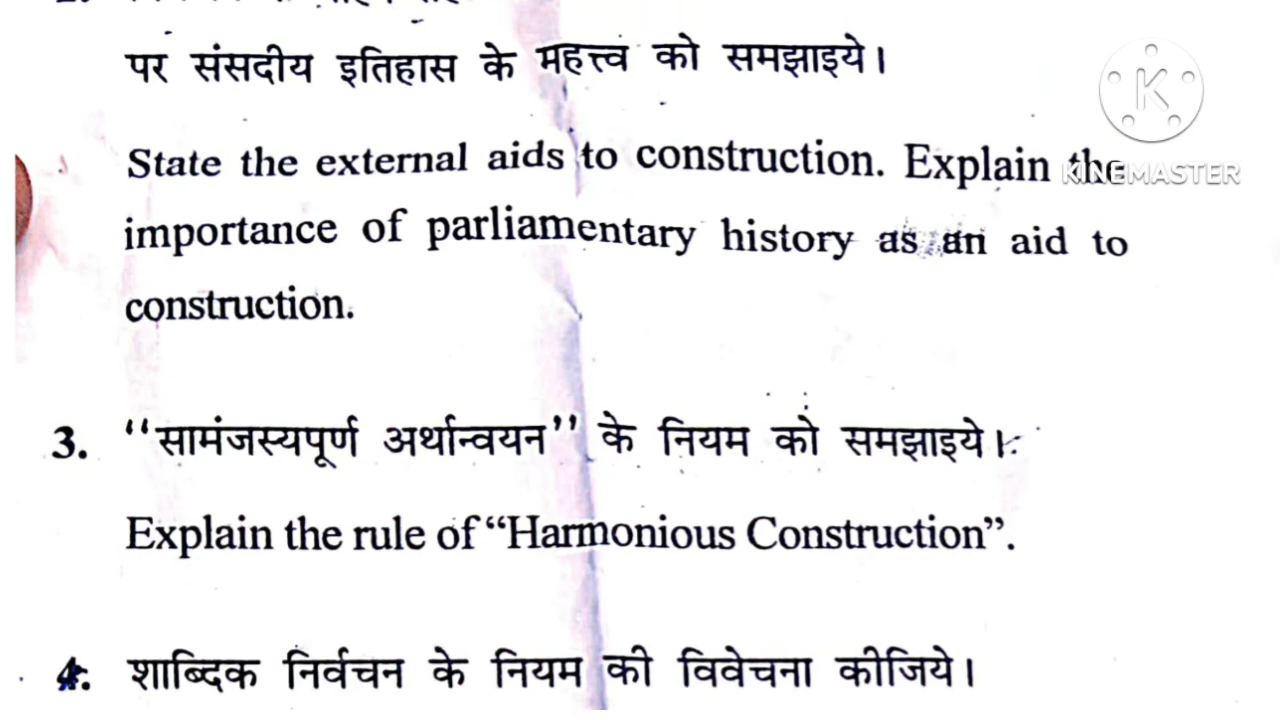 पर संसदीय इतिहास के महत्त्व को समझाइये।
State the external aids to construction. Explain the
importance of parliamentary history as an aid to
construction.
3. “सामंजस्यपूर्ण अर्थान्वयन” के नियम को समझाइये।
Explain the rule of “Harmonious Construction”.
4. शाब्दिक निर्वचन के नियम की विवेचना कीजिये।
K
KINEMASTER